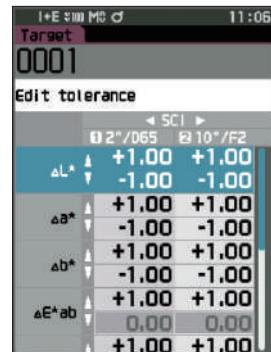 I+E MC 11:06
Target
0001
Edit tolerance
◄ SCI ►
1 2°/D65 2 10°/F2
ΔL* +1.00 +1.00
-1.00 -1.00
Δa* +1.00 +1.00
-1.00 -1.00
Δb* +1.00 +1.00
-1.00 -1.00
ΔE*ab +1.00 +1.00
0.00 0.00
+1.00 +1.00